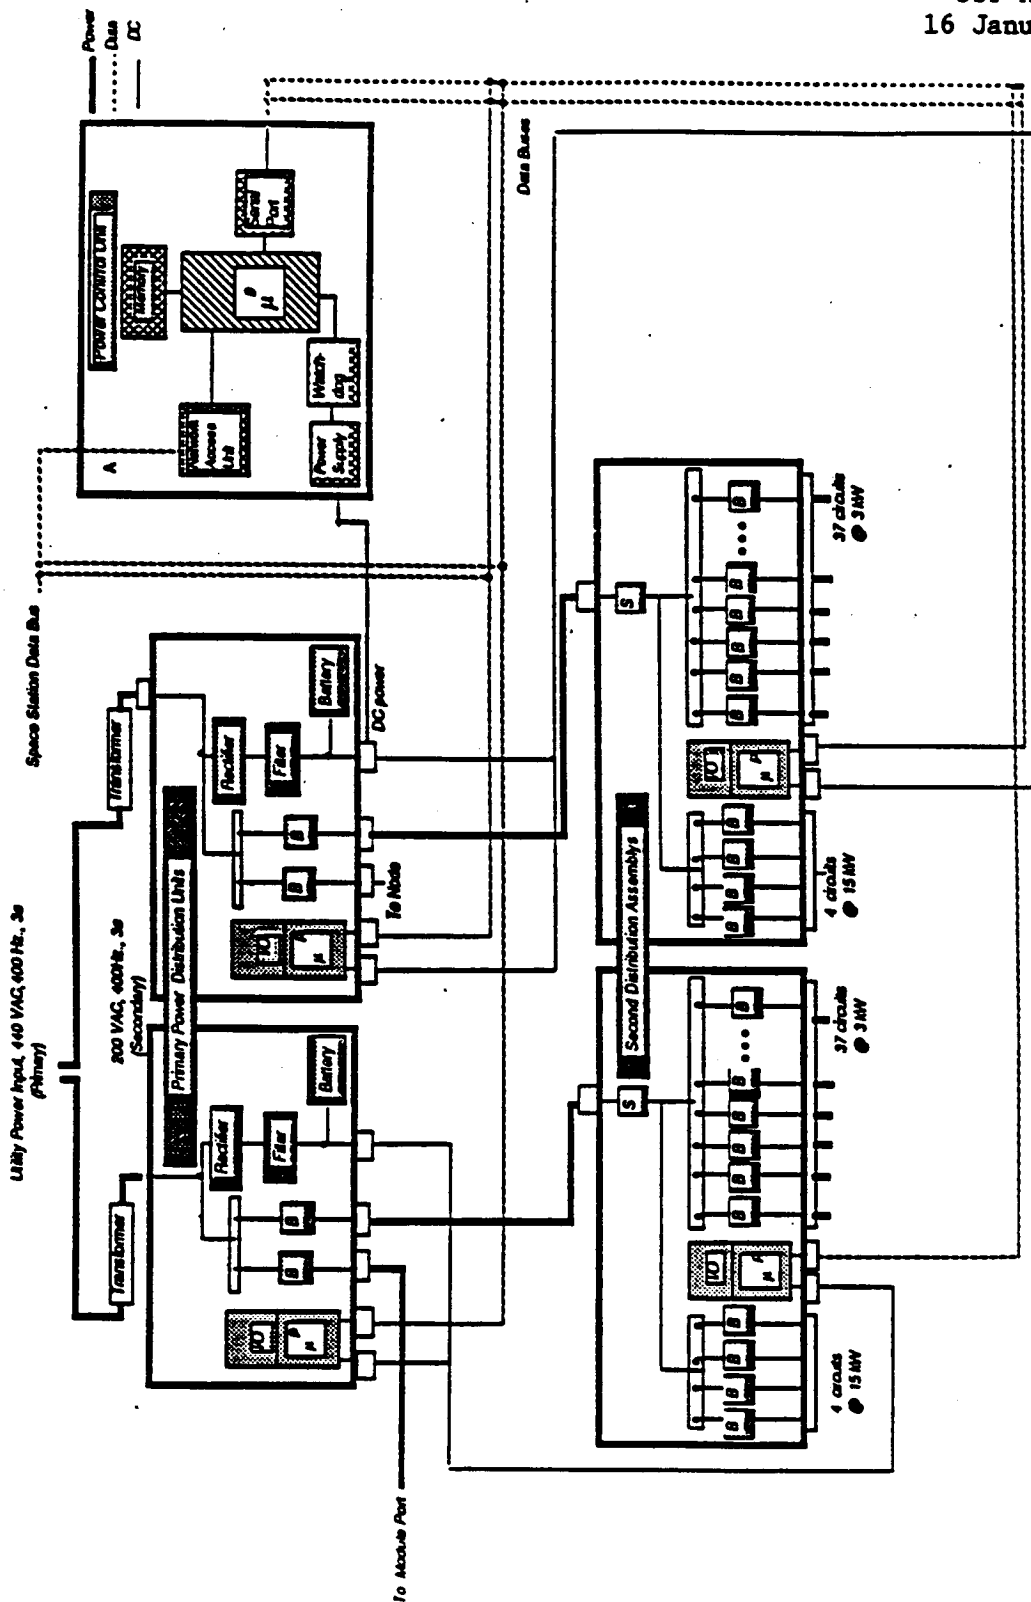 16 Janu
Power
Data
DC
Utility Power Input, 440 VAC, 400 Hz., 3ø
(Primary)
Space Station Data Bus
Transformer
Transformer
200 VAC, 400Hz., 3ø
(Secondary)
Primary Power Distribution Units
Rectifier
Filter
Battery
B
B
I/O
μ P
Rectifier
Filter
Battery
B
B
I/O
μ P
DC power
To Node
To Module Port
Power Control Unit
A
Memory
Network
Access
Unit
μ P
Serial
Port
Watch-
dog
Power
Supply
Data Buses
Second Distribution Assemblys
S
B
B
B
B
I/O
μ P
B
B
B
B
B
•••
B
4 circuits
@ 15 kW
37 circuits
@ 3 kW
S
B
B
B
B
I/O
μ P
B
B
B
B
B
•••
B
4 circuits
@ 15 kW
37 circuits
@ 3 kW